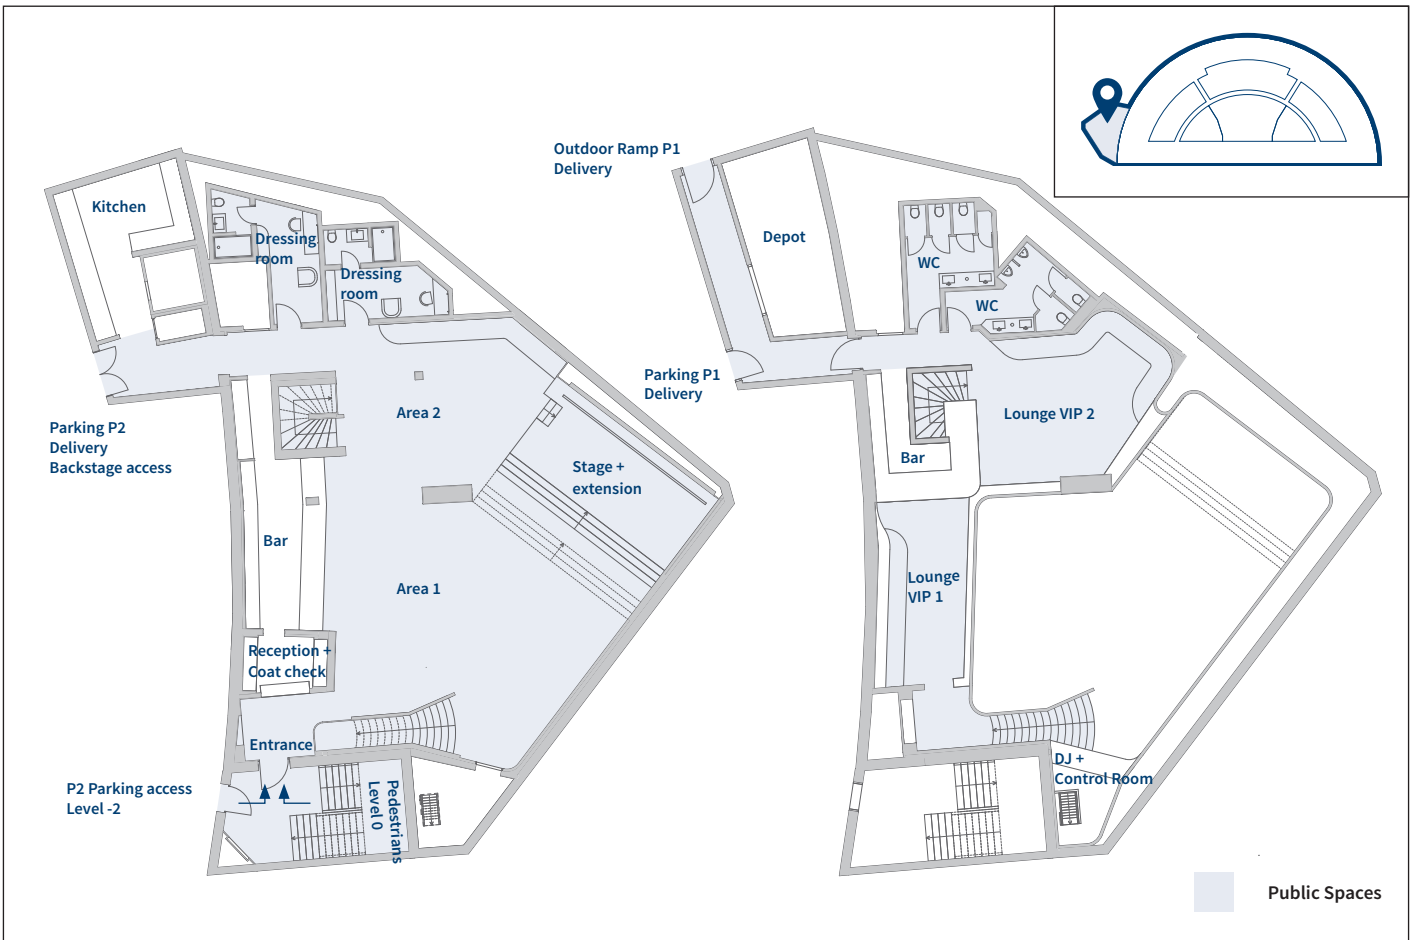 Outdoor Ramp P1
Delivery
Kitchen
Dressing
room
Dressing
room
Depot
WC
WC
Parking P1
Delivery
Area 2
Lounge VIP 2
Parking P2
Delivery
Backstage access
Stage +
extension
Bar
Bar
Area 1
Lounge
VIP 1
Reception +
Coat check
Entrance
P2 Parking access
Level -2
Pedestrians
Level 0
DJ +
Control Room
Public Spaces